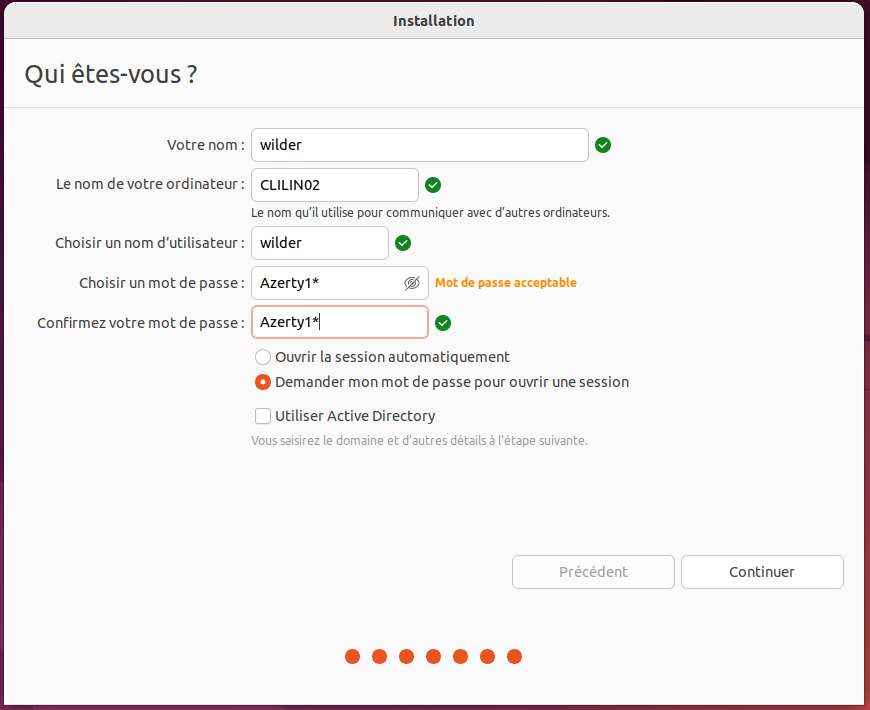 Installation
Qui êtes-vous ?
Votre nom : wilder
Le nom de votre ordinateur : CLILIN02
Le nom qu'il utilise pour communiquer avec d'autres ordinateurs.
Choisir un nom d'utilisateur : wilder
Choisir un mot de passe : Azerty1* Mot de passe acceptable
Confirmez votre mot de passe : Azerty1*
Ouvrir la session automatiquement
Demander mon mot de passe pour ouvrir une session
Utiliser Active Directory
Vous saisirez le domaine et d'autres détails à l'étape suivante.
Précédent Continuer